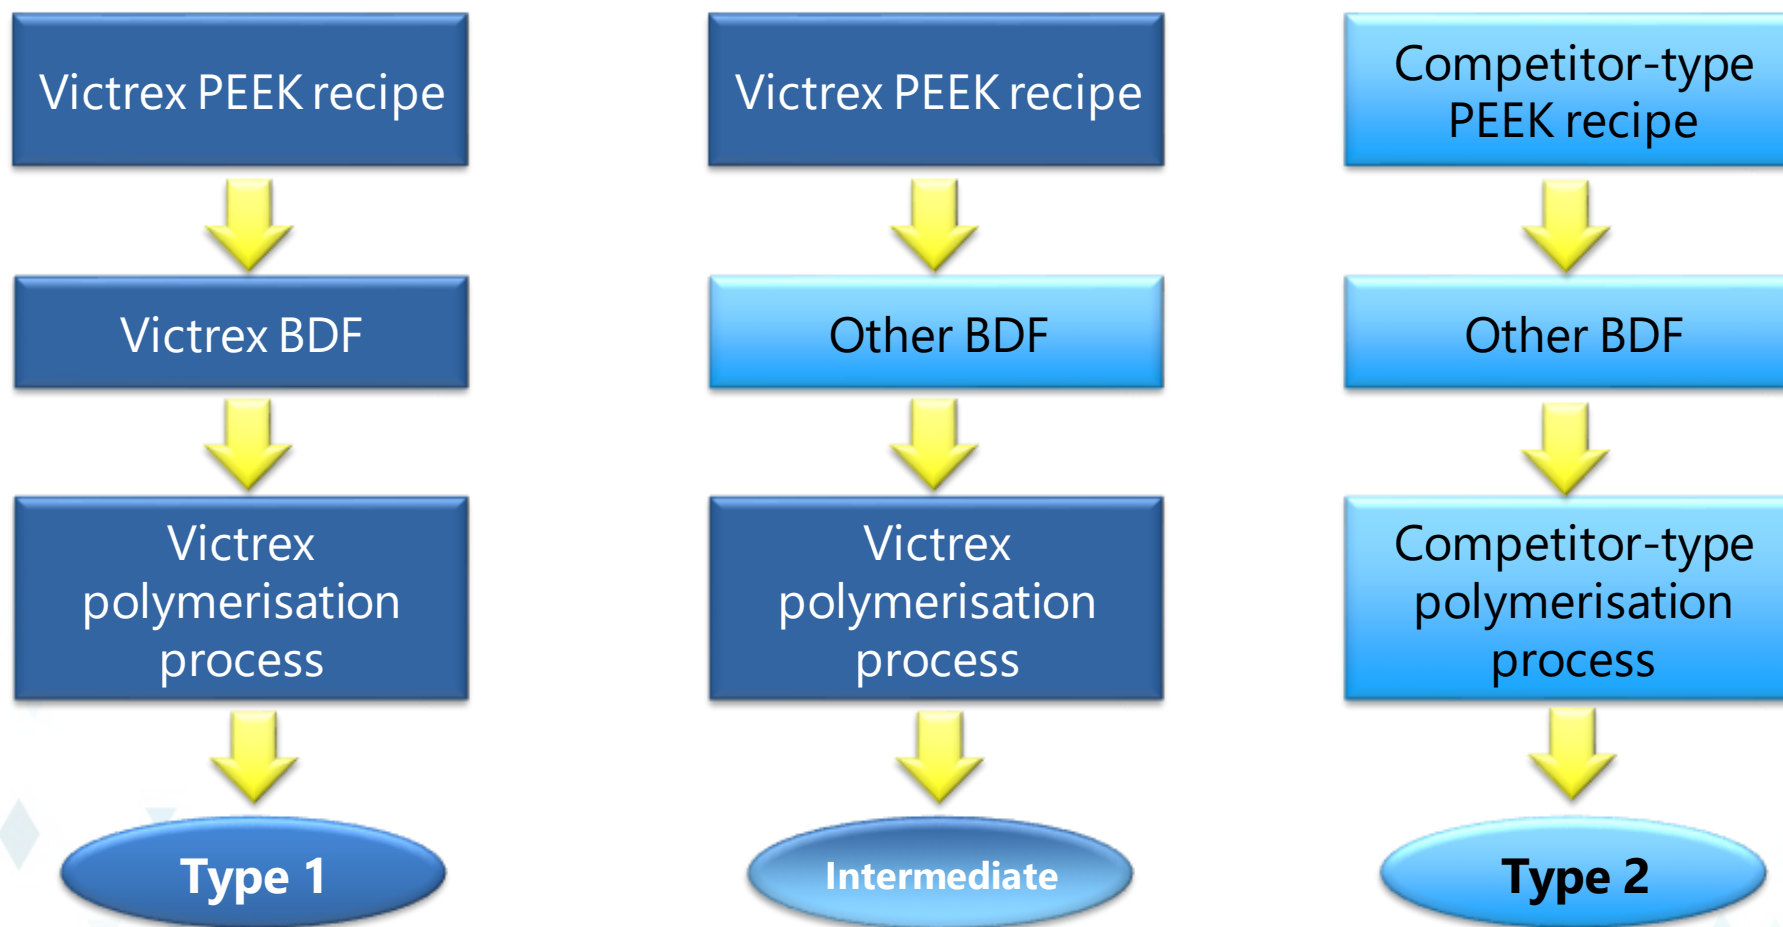 Victrex PEEK recipe
Victrex BDF
Victrex
polymerisation
process
Type 1
Victrex PEEK recipe
Other BDF
Victrex
polymerisation
process
Intermediate
Competitor-type
PEEK recipe
Other BDF
Competitor-type
polymerisation
process
Type 2